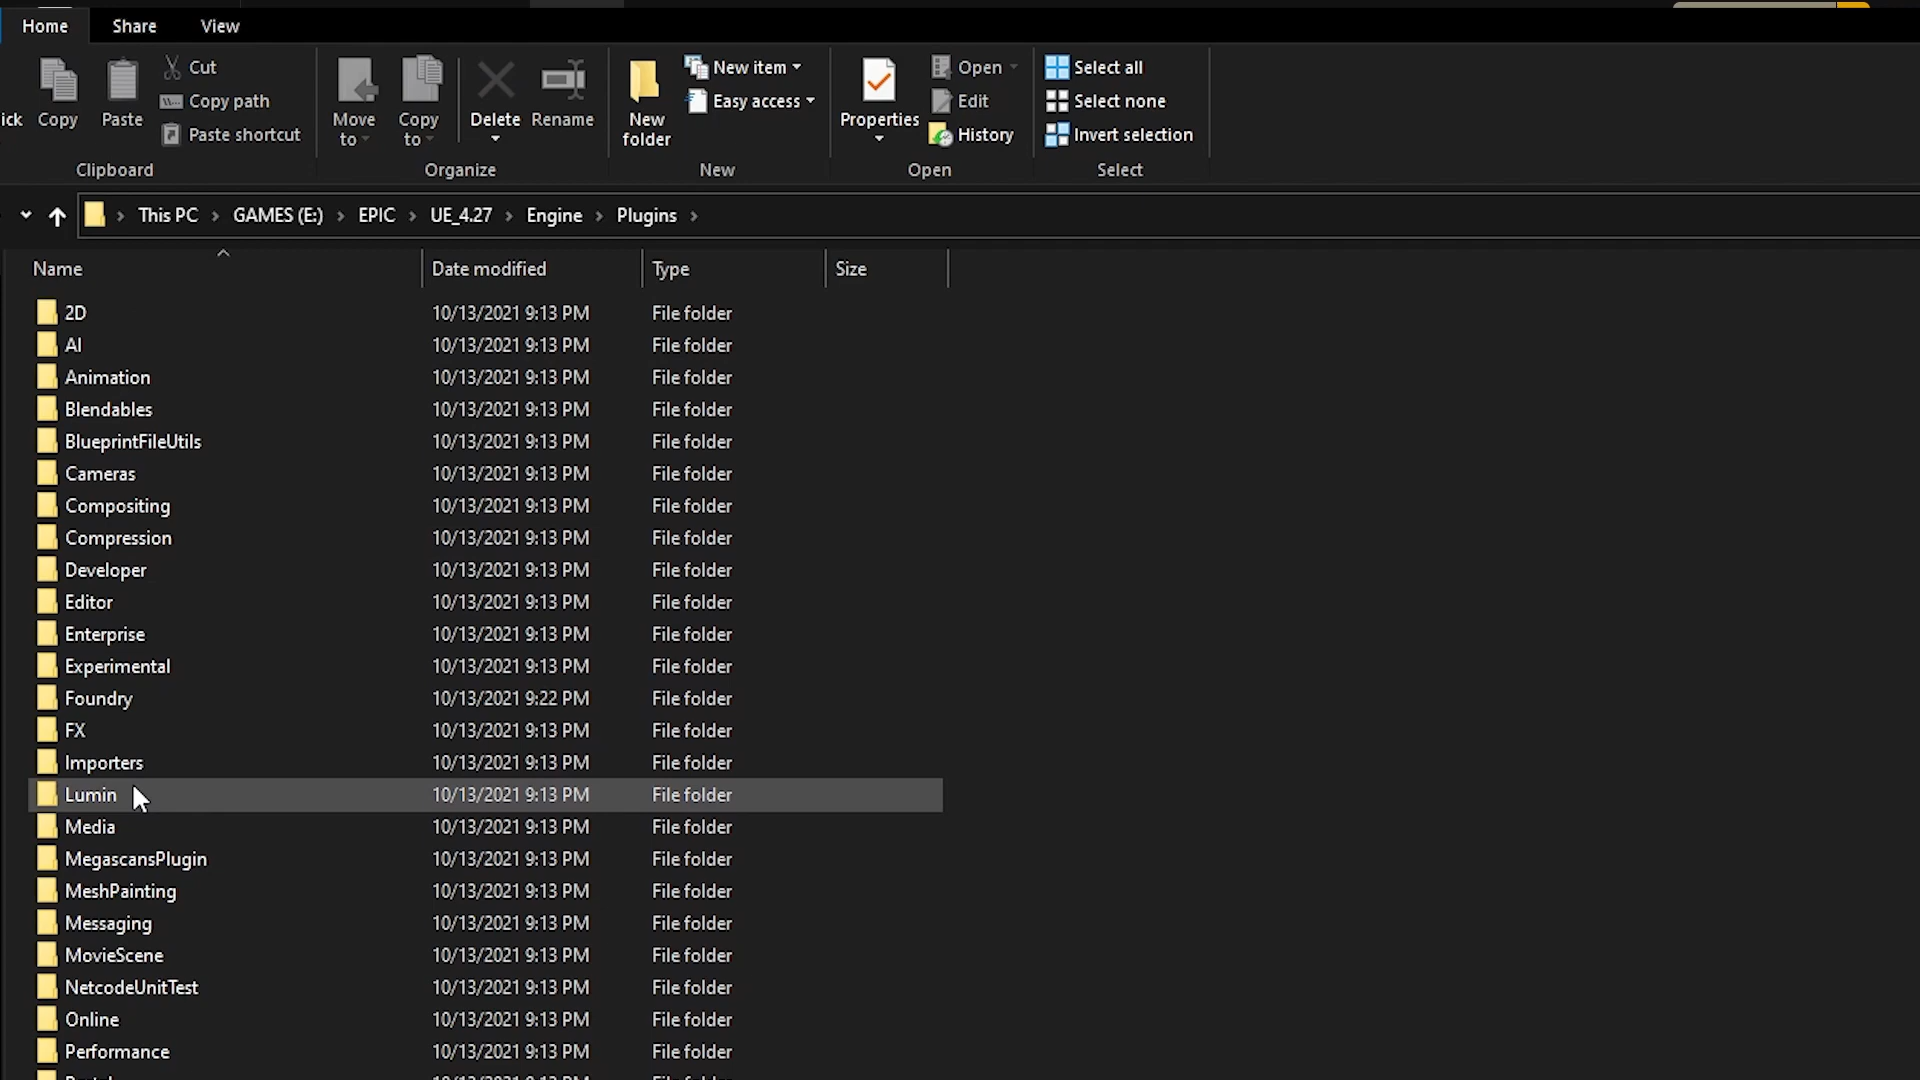 Home Share View
ick Copy Paste Cut Copy path Paste shortcut Move to Copy to Delete Rename New folder New item Easy access Properties Open Edit History Select all Select none Invert selection
Clipboard Organize New Open Select
This PC > GAMES (E:) > EPIC > UE_4.27 > Engine > Plugins >
Name Date modified Type Size
2D 10/13/2021 9:13 PM File folder
AI 10/13/2021 9:13 PM File folder
Animation 10/13/2021 9:13 PM File folder
Blendables 10/13/2021 9:13 PM File folder
BlueprintFileUtils 10/13/2021 9:13 PM File folder
Cameras 10/13/2021 9:13 PM File folder
Compositing 10/13/2021 9:13 PM File folder
Compression 10/13/2021 9:13 PM File folder
Developer 10/13/2021 9:13 PM File folder
Editor 10/13/2021 9:13 PM File folder
Enterprise 10/13/2021 9:13 PM File folder
Experimental 10/13/2021 9:13 PM File folder
Foundry 10/13/2021 9:22 PM File folder
FX 10/13/2021 9:13 PM File folder
Importers 10/13/2021 9:13 PM File folder
Lumin 10/13/2021 9:13 PM File folder
Media 10/13/2021 9:13 PM File folder
MegascansPlugin 10/13/2021 9:13 PM File folder
MeshPainting 10/13/2021 9:13 PM File folder
Messaging 10/13/2021 9:13 PM File folder
MovieScene 10/13/2021 9:13 PM File folder
NetcodeUnitTest 10/13/2021 9:13 PM File folder
Online 10/13/2021 9:13 PM File folder
Performance 10/13/2021 9:13 PM File folder